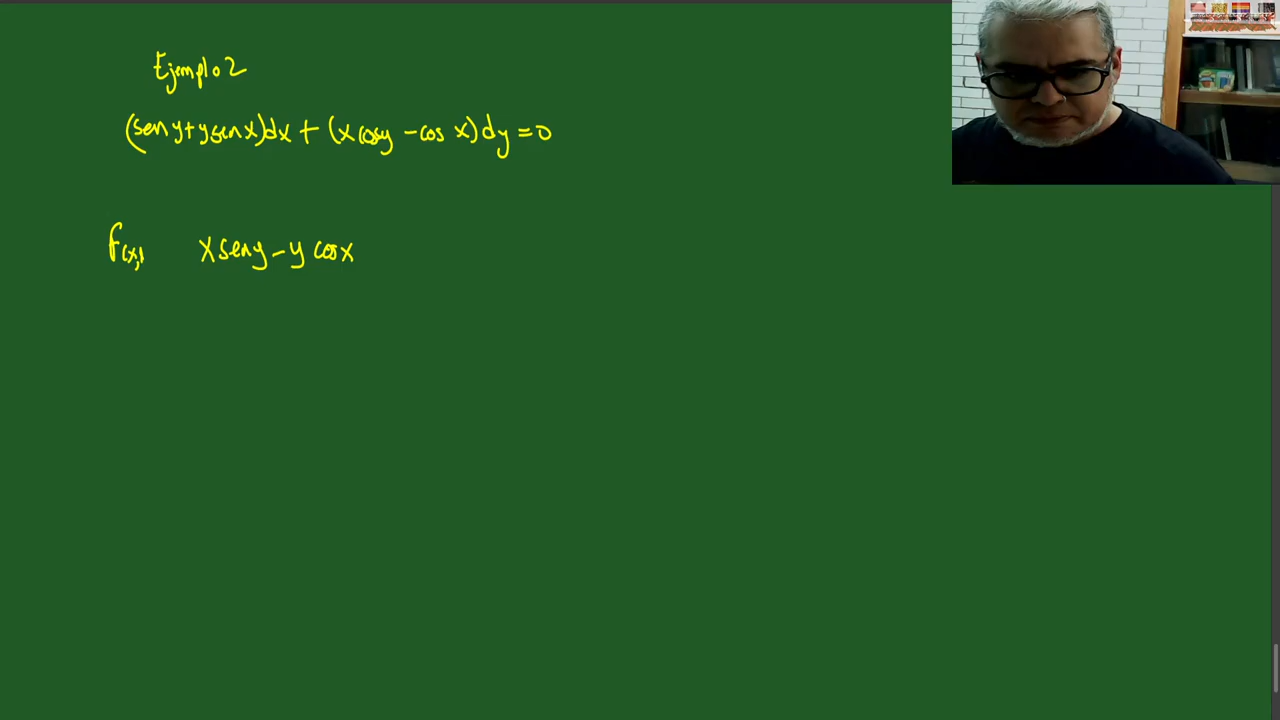 Ejemplo 2
(sen y + y sen x)dx + (x cos y - cos x) dy = 0
F(x, x sen y - y cos x